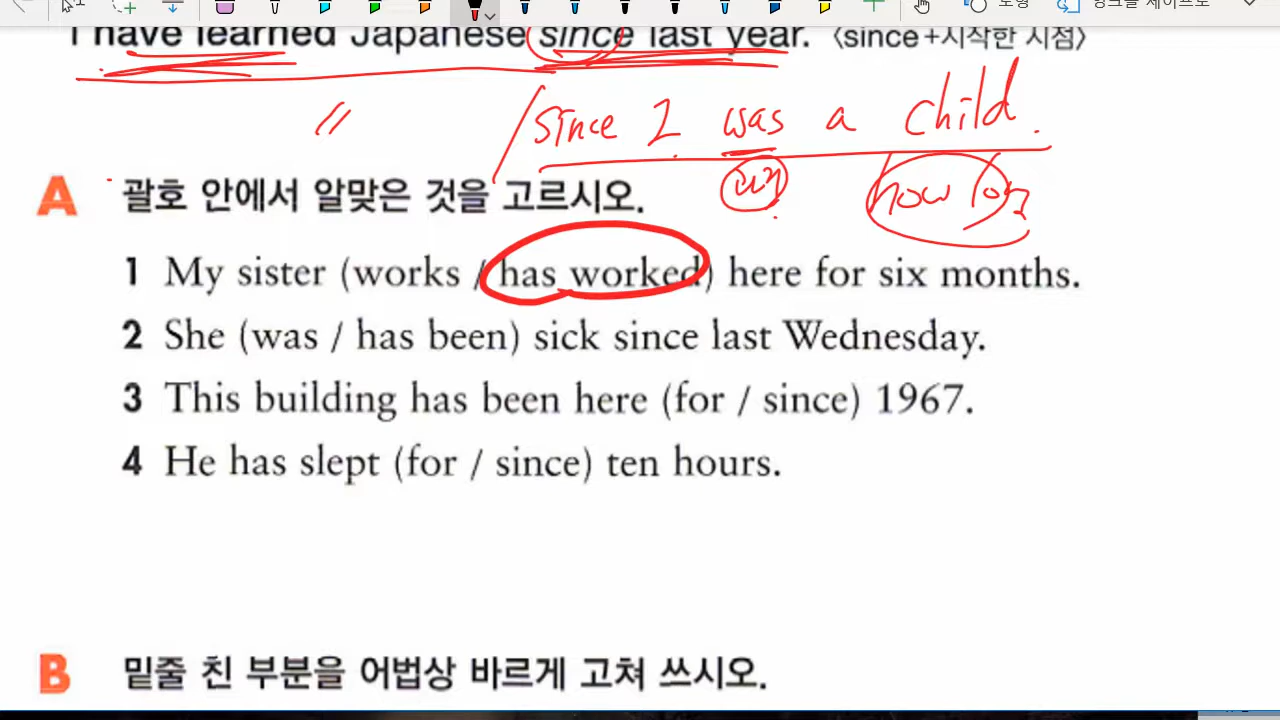 I have learned Japanese since last year. 〈since+시작한 시점〉
〃 / since I was a child.
how long
A 괄호 안에서 알맞은 것을 고르시오.
1 My sister (works / has worked) here for six months.
2 She (was / has been) sick since last Wednesday.
3 This building has been here (for / since) 1967.
4 He has slept (for / since) ten hours.
B 밑줄 친 부분을 어법상 바르게 고쳐 쓰시오.